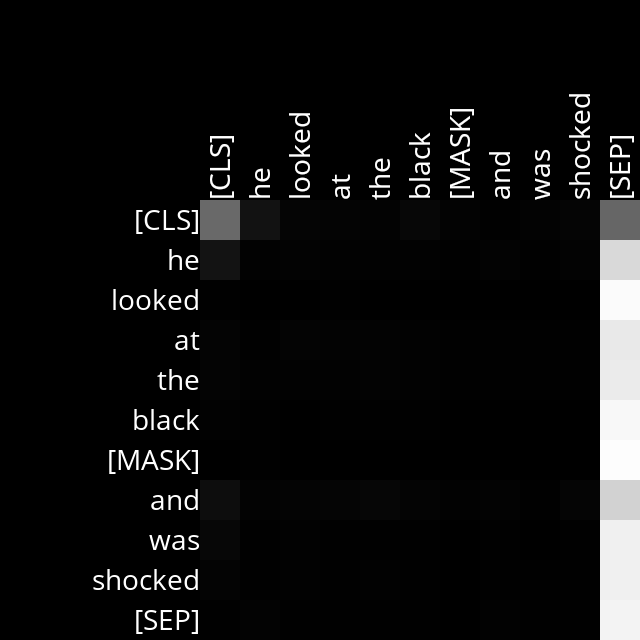 [CLS] he looked at the black [MASK] and was shocked [SEP]
[CLS]
he
looked
at
the
black
[MASK]
and
was
shocked
[SEP]